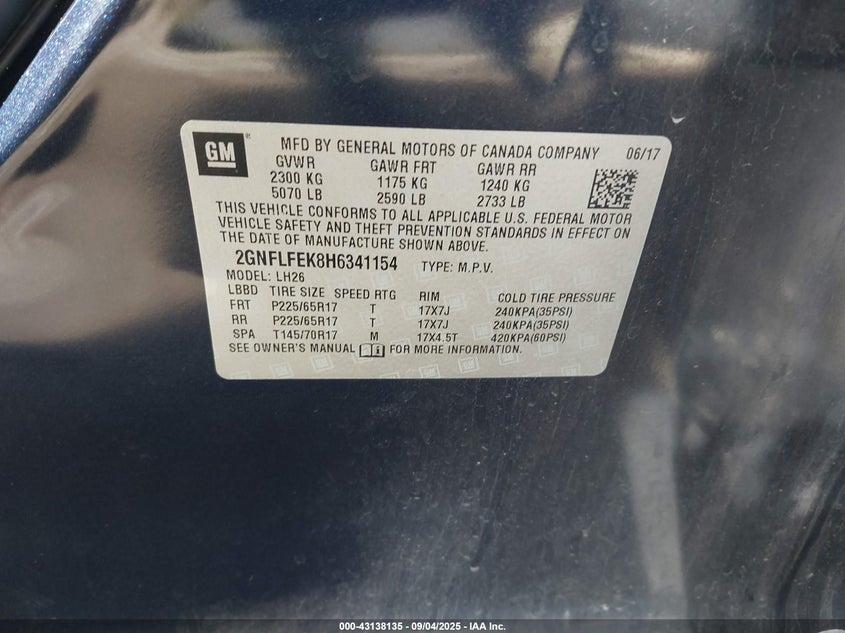 GM ®
MFD BY GENERAL MOTORS OF CANADA COMPANY 06/17
GVWR GAWR FRT GAWR RR
2300 KG 1175 KG 1240 KG
5070 LB 2590 LB 2733 LB
THIS VEHICLE CONFORMS TO ALL APPLICABLE U.S. FEDERAL MOTOR
VEHICLE SAFETY AND THEFT PREVENTION STANDARDS IN EFFECT ON
THE DATE OF MANUFACTURE SHOWN ABOVE.
2GNFLFEK8H6341154 TYPE: M.P.V.
MODEL: LH26
LBBD TIRE SIZE SPEED RTG RIM COLD TIRE PRESSURE
FRT P225/65R17 T 17X7J 240KPA(35PSI)
RR P225/65R17 T 17X7J 240KPA(35PSI)
SPA T145/70R17 M 17X4.5T 420KPA(60PSI)
SEE OWNER'S MANUAL FOR MORE INFORMATION.
000-43138135 - 09/04/2025 - IAA Inc.